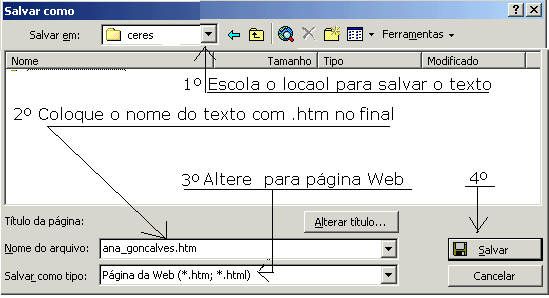 Salvar como
Salvar em: ceres Ferramentas
Nome Tamanho Tipo Modificado
1º Escola o locaol para salvar o texto
2º Coloque o nome do texto com .htm no final
3º Altere para página Web 4º
Título da página: Alterar título...
Nome do arquivo: ana_goncalves.htm Salvar
Salvar como tipo: Página da Web (*.htm; *.html) Cancelar